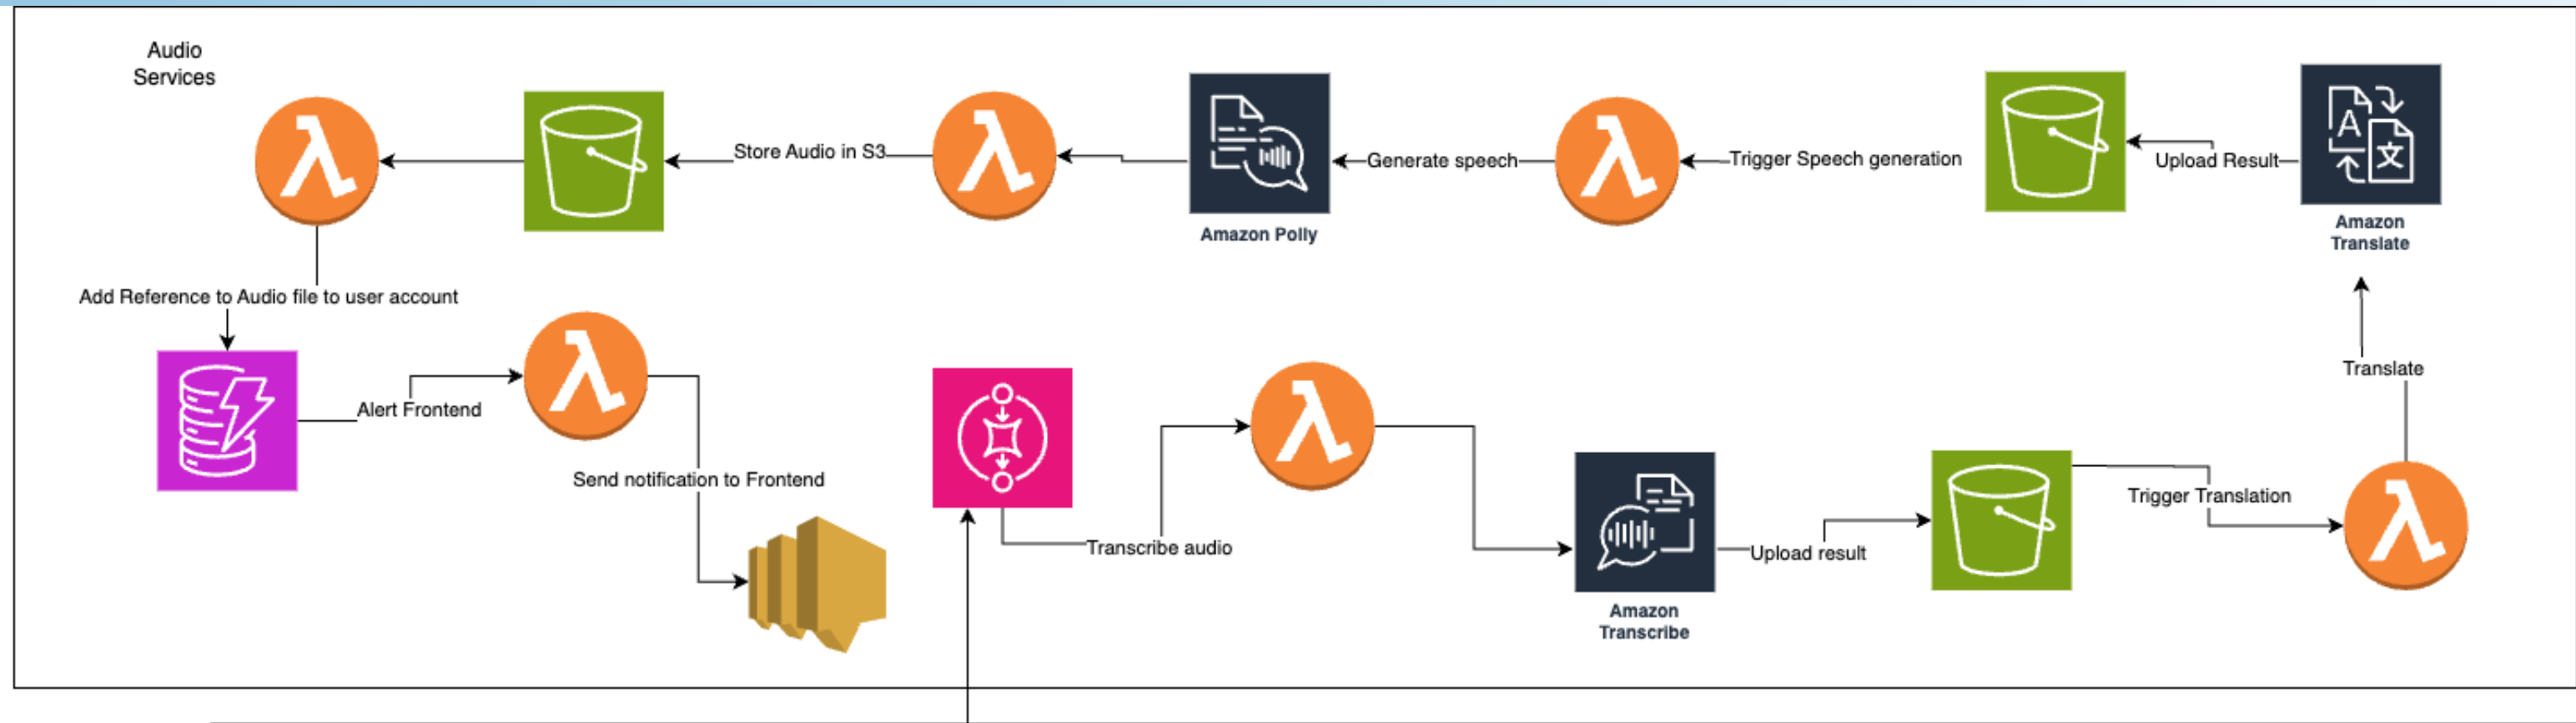 Audio
Services
Store Audio in S3
Generate speech
Trigger Speech generation
Upload Result
Amazon Polly
Amazon
Translate
Add Reference to Audio file to user account
Alert Frontend
Send notification to Frontend
Transcribe audio
Upload result
Trigger Translation
Translate
Amazon
Transcribe